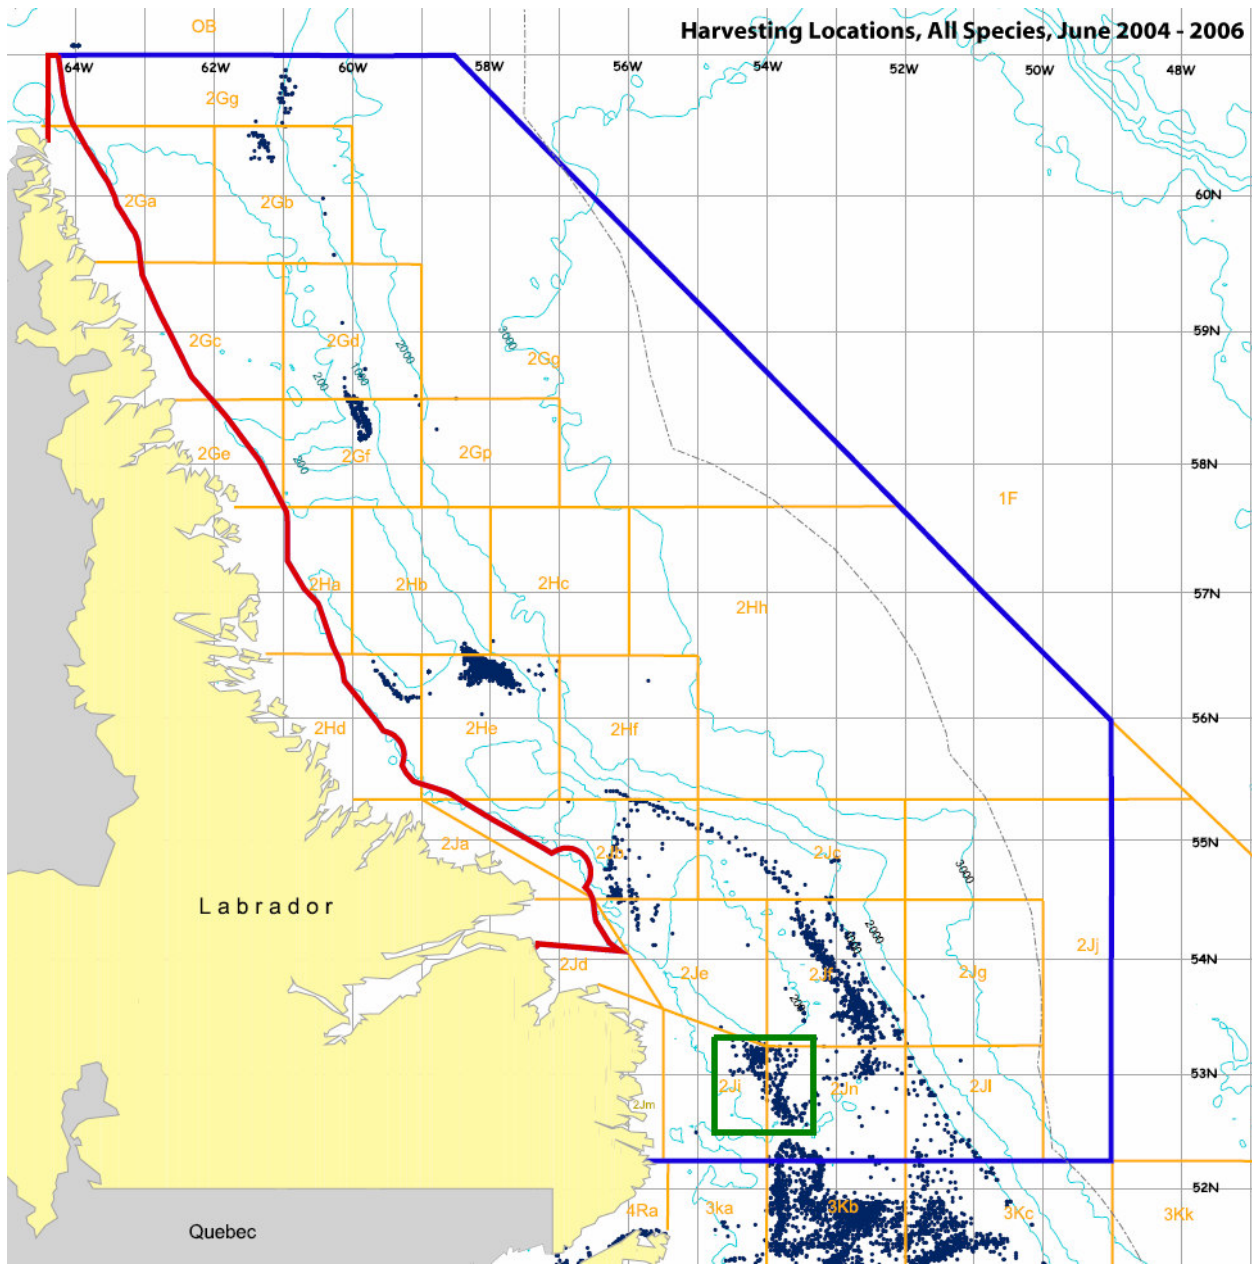 OB
Harvesting Locations, All Species, June 2004 - 2006
64W 62W 60W 58W 56W 54W 52W 50W 48W
2Gg
2Ga 2Gb 60N
2Gc 2Gd 3000 2Gg 59N
2000
1000
200
2Ge 2Gf 2Gp 58N
200
1F
2Ha 2Hb 2Hc 57N
2Hh
2Hd 2He 2Hf 56N
2Ja 2Jb 2Jc 55N
3000
Labrador
2000
2Jj
2Jd 2Je 2Jf 2Jg 54N
200
2Ji 2Jn 2Jl 53N
2Jm
52N
4Ra 3ka 3Kb 3Kc 3Kk
Quebec